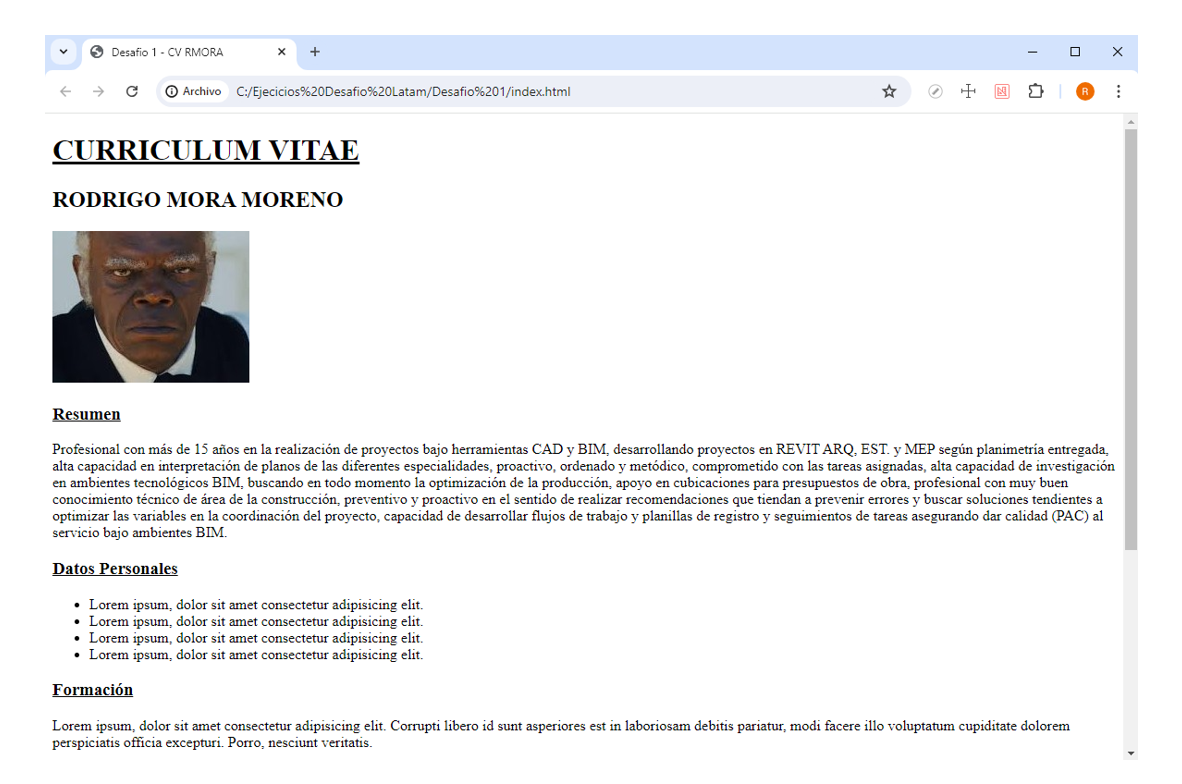 Desafio 1 - CV RMORA
Archivo
C:/Ejecicios%20Desafio%20Latam/Desafio%201/index.html
R
CURRICULUM VITAE
RODRIGO MORA MORENO
Resumen
Profesional con más de 15 años en la realización de proyectos bajo herramientas CAD y BIM, desarrollando proyectos en REVIT ARQ, EST. y MEP según planimetría entregada,
alta capacidad en interpretación de planos de las diferentes especialidades, proactivo, ordenado y metódico, comprometido con las tareas asignadas, alta capacidad de investigación
en ambientes tecnológicos BIM, buscando en todo momento la optimización de la producción, apoyo en cubicaciones para presupuestos de obra, profesional con muy buen
conocimiento técnico de área de la construcción, preventivo y proactivo en el sentido de realizar recomendaciones que tiendan a prevenir errores y buscar soluciones tendientes a
optimizar las variables en la coordinación del proyecto, capacidad de desarrollar flujos de trabajo y planillas de registro y seguimientos de tareas asegurando dar calidad (PAC) al
servicio bajo ambientes BIM.
Datos Personales
• Lorem ipsum, dolor sit amet consectetur adipisicing elit.
• Lorem ipsum, dolor sit amet consectetur adipisicing elit.
• Lorem ipsum, dolor sit amet consectetur adipisicing elit.
• Lorem ipsum, dolor sit amet consectetur adipisicing elit.
Formación
Lorem ipsum, dolor sit amet consectetur adipisicing elit. Corrupti libero id sunt asperiores est in laboriosam debitis pariatur, modi facere illo voluptatum cupiditate dolorem
perspiciatis officia excepturi. Porro, nesciunt veritatis.